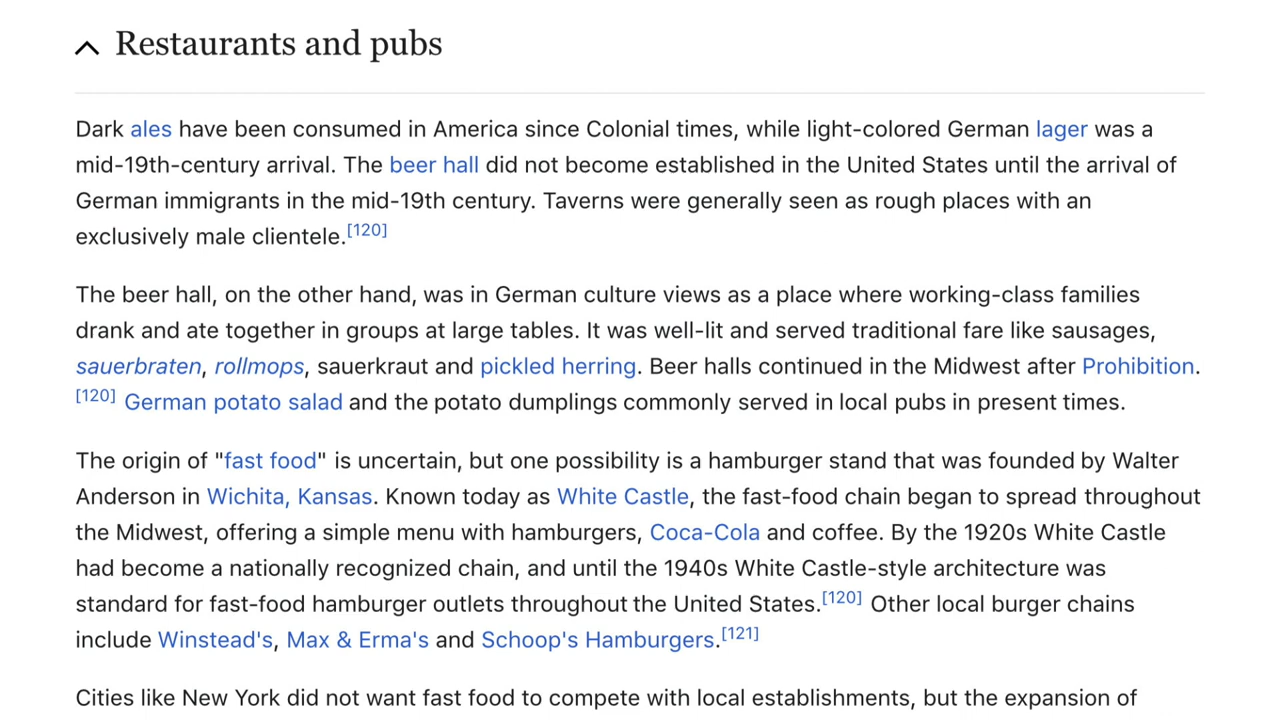 Restaurants and pubs
Dark ales have been consumed in America since Colonial times, while light-colored German lager was a
mid-19th-century arrival. The beer hall did not become established in the United States until the arrival of
German immigrants in the mid-19th century. Taverns were generally seen as rough places with an
exclusively male clientele.[120]
The beer hall, on the other hand, was in German culture views as a place where working-class families
drank and ate together in groups at large tables. It was well-lit and served traditional fare like sausages,
sauerbraten, rollmops, sauerkraut and pickled herring. Beer halls continued in the Midwest after Prohibition.
[120] German potato salad and the potato dumplings commonly served in local pubs in present times.
The origin of "fast food" is uncertain, but one possibility is a hamburger stand that was founded by Walter
Anderson in Wichita, Kansas. Known today as White Castle, the fast-food chain began to spread throughout
the Midwest, offering a simple menu with hamburgers, Coca-Cola and coffee. By the 1920s White Castle
had become a nationally recognized chain, and until the 1940s White Castle-style architecture was
standard for fast-food hamburger outlets throughout the United States.[120] Other local burger chains
include Winstead's, Max & Erma's and Schoop's Hamburgers.[121]
Cities like New York did not want fast food to compete with local establishments, but the expansion of